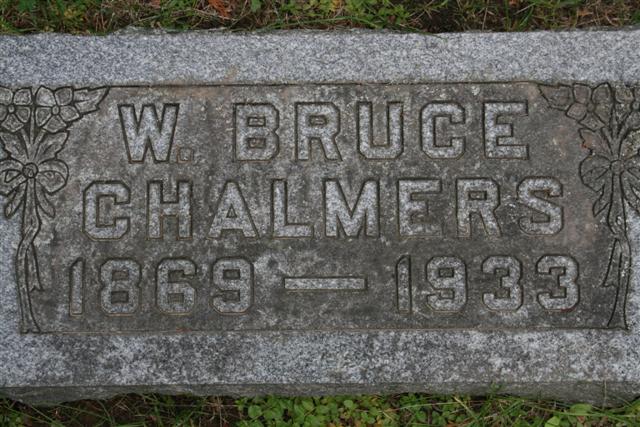 W. BRUCE
CHALMERS
1869 — 1933